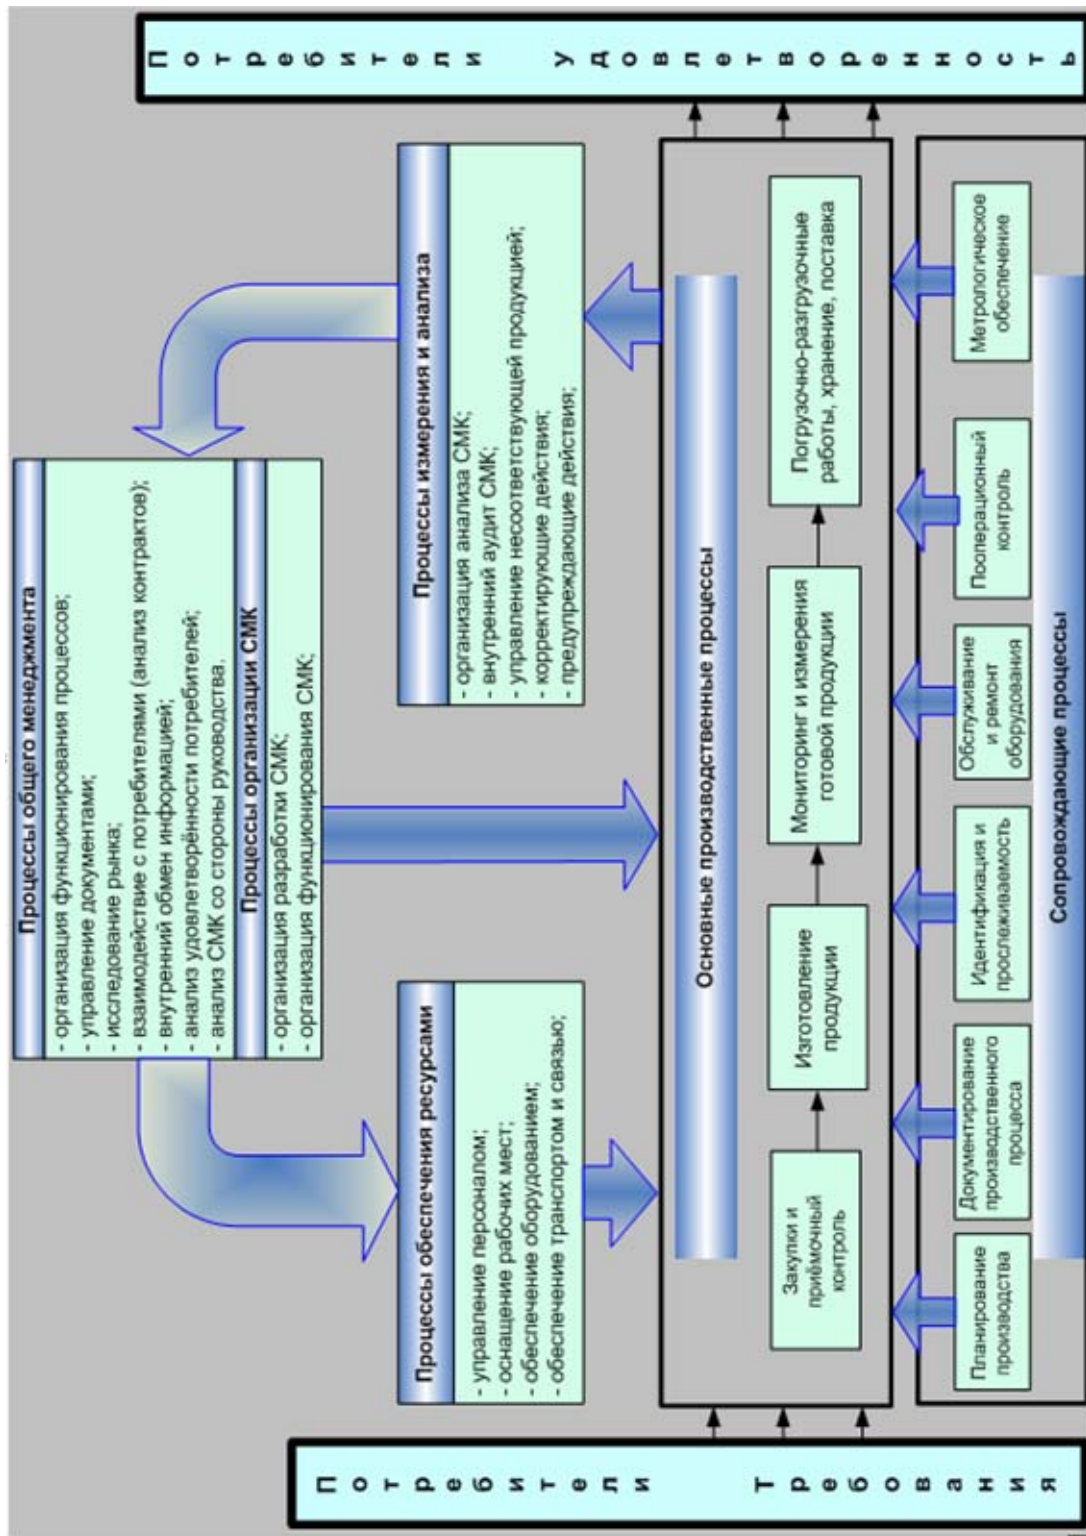 Процессы общего менеджмента
- организация функционирования процессов;
- управление документами;
- исследование рынка;
- взаимодействие с потребителями (анализ контрактов);
- внутренний обмен информацией;
- анализ удовлетворённости потребителей;
- анализ СМК со стороны руководства.
Процессы организации СМК
- организация разработки СМК;
- организация функционирования СМК;
Процессы обеспечения ресурсами
- управление персоналом;
- оснащение рабочих мест;
- обеспечение оборудованием;
- обеспечение транспортом и связью;
Процессы измерения и анализа
- организация анализа СМК;
- внутренний аудит СМК;
- управление несоответствующей продукцией;
- корректирующие действия;
- предупреждающие действия;
Потребители Требования
Основные производственные процессы
Закупки и
приёмочный
контроль
Изготовление
продукции
Мониторинг и измерения
готовой продукции
Погрузочно-разгрузочные
работы, хранение, поставка
Планирование
производства
Документирование
производственного
процесса
Идентификация и
прослеживаемость
Обслуживание
и ремонт
оборудования
Пооперационный
контроль
Метрологическое
обеспечение
Сопровождающие процессы
Потребители Удовлетворенность